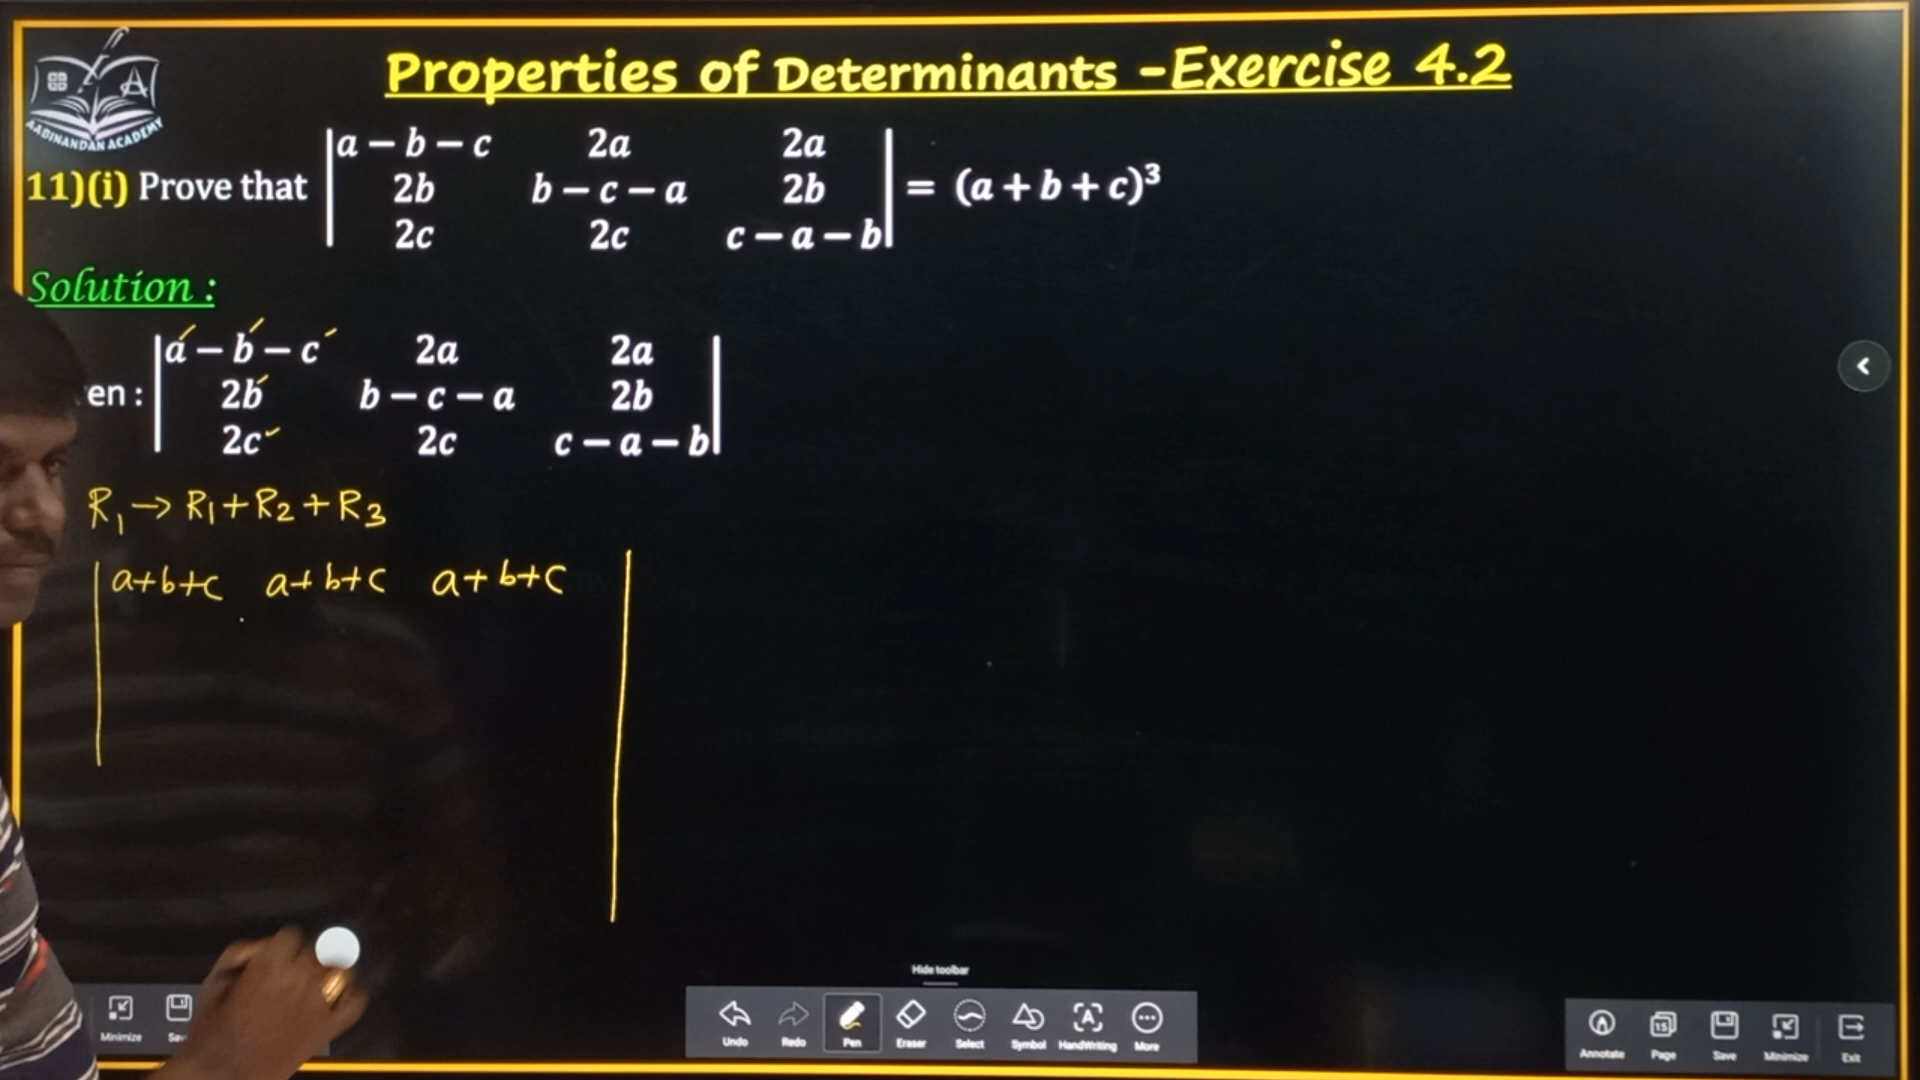 Properties of Determinants - Exercise 4.2
AADINANDAN ACADEMY
11)(i) Prove that |a − b − c 2a 2a|
|2b b − c − a 2b| = (a + b + c)³
|2c 2c c − a − b|
Solution :
en : |a − b − c 2a 2a|
|2b b − c − a 2b|
|2c 2c c − a − b|
R₁ → R₁ + R₂ + R₃
|a+b+c a+b+c a+b+c|
Hide toolbar
Minimize
Undo Redo Pen Eraser Select Symbol HandWriting More
Annotate Page Save Minimize Exit